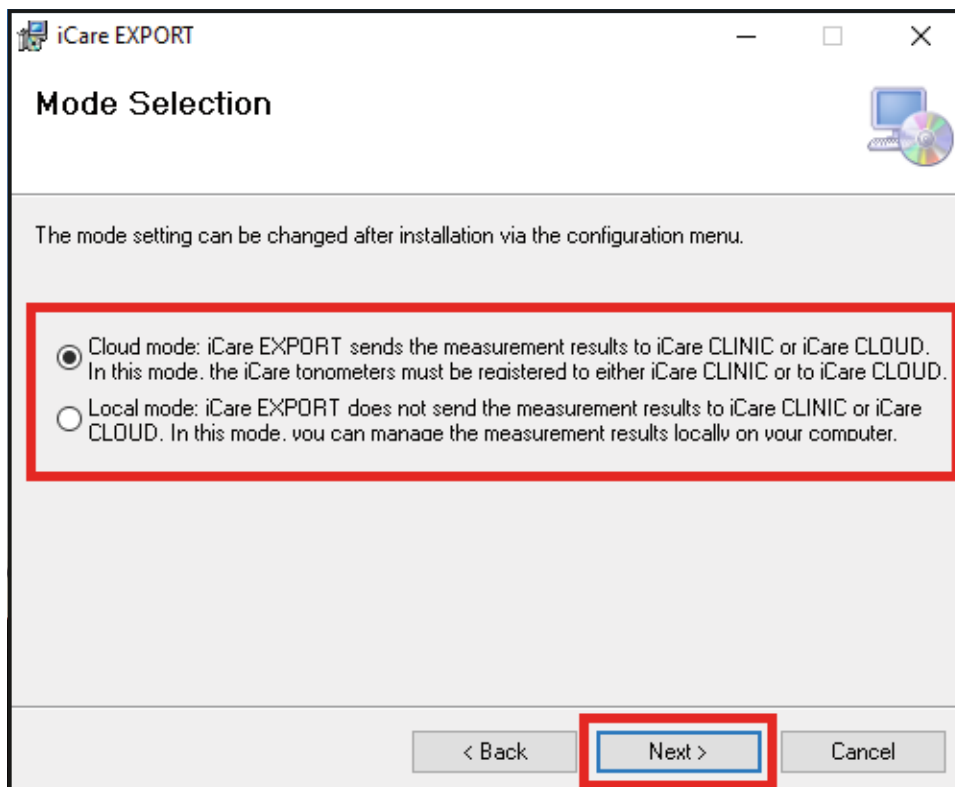 iCare EXPORT
Mode Selection
The mode setting can be changed after installation via the configuration menu.
Cloud mode: iCare EXPORT sends the measurement results to iCare CLINIC or iCare CLOUD.
In this mode, the iCare tonometers must be registered to either iCare CLINIC or to iCare CLOUD.
Local mode: iCare EXPORT does not send the measurement results to iCare CLINIC or iCare
CLOUD. In this mode, you can manage the measurement results locally on your computer.
< Back
Next >
Cancel